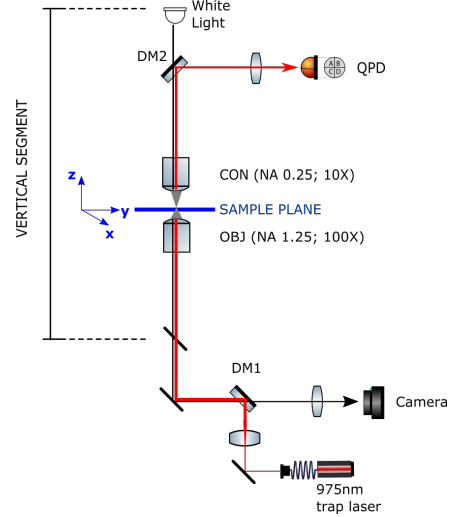 White
Light
DM2
QPD
A B
C D
VERTICAL SEGMENT
CON (NA 0.25; 10X)
z
y
x
SAMPLE PLANE
OBJ (NA 1.25; 100X)
DM1
Camera
975nm
trap laser